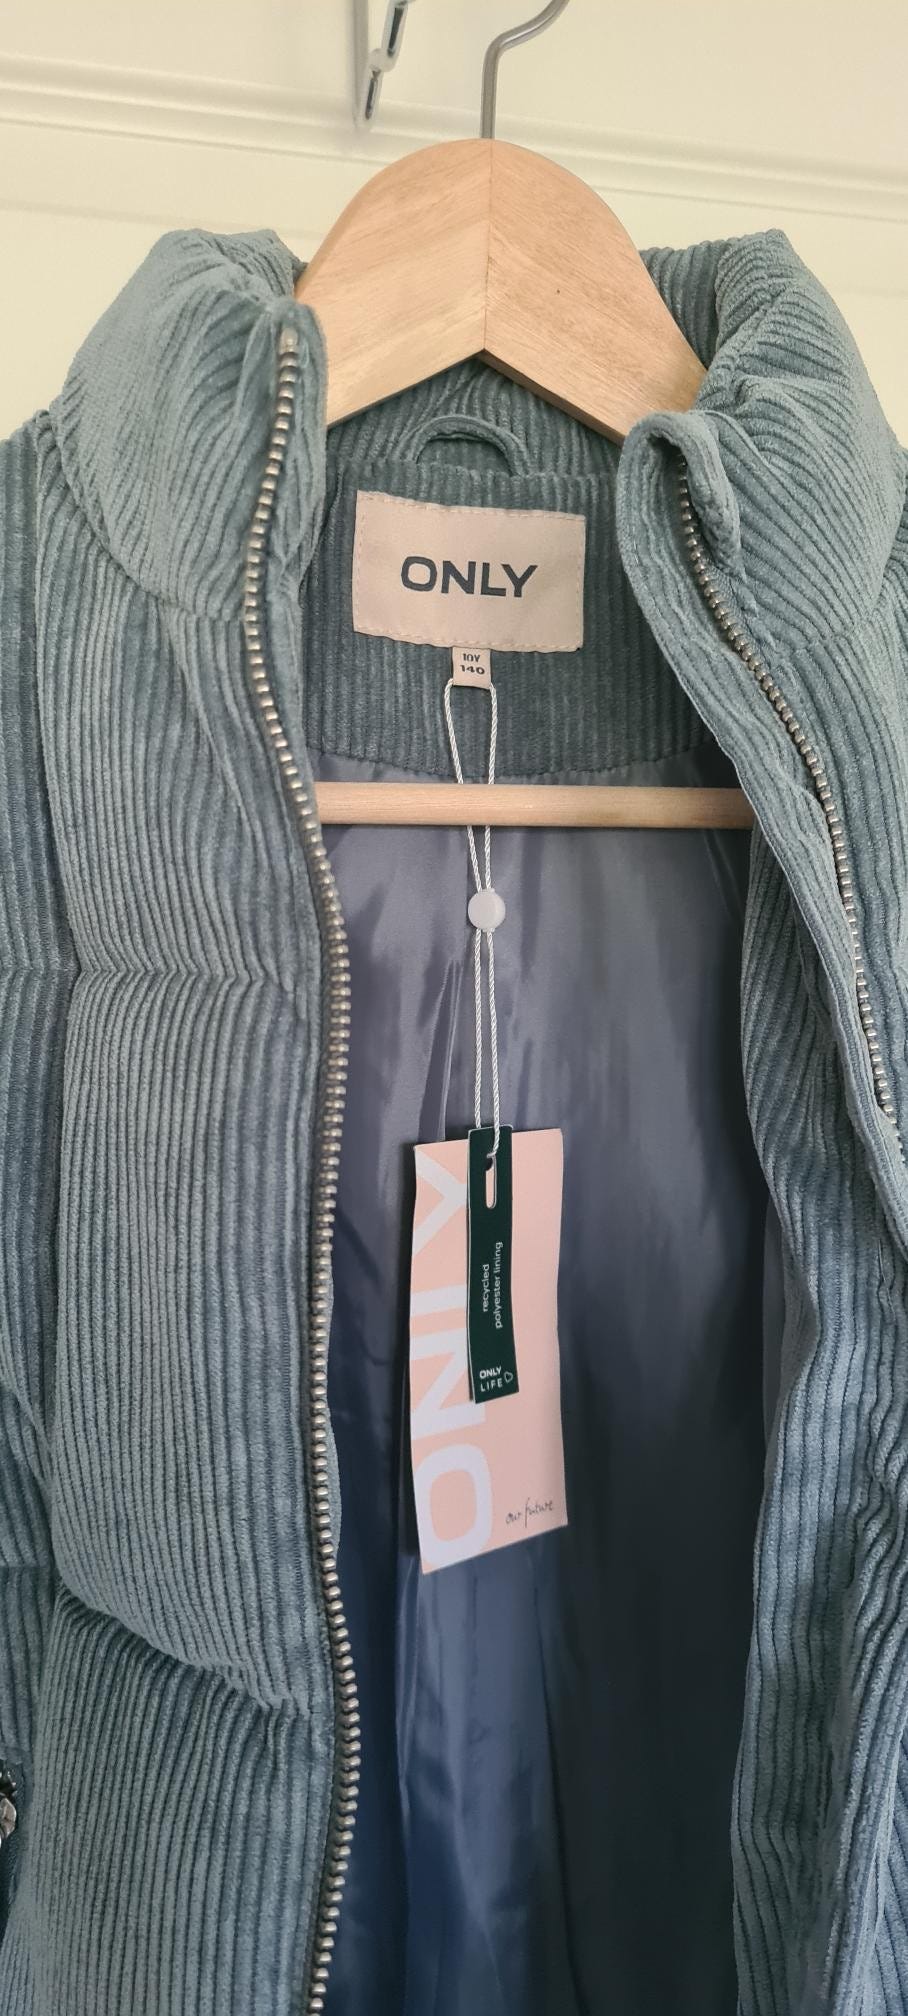 ONLY
10Y
140
ONLY
recycled
polyester lining
ONLY
LIFE
our future